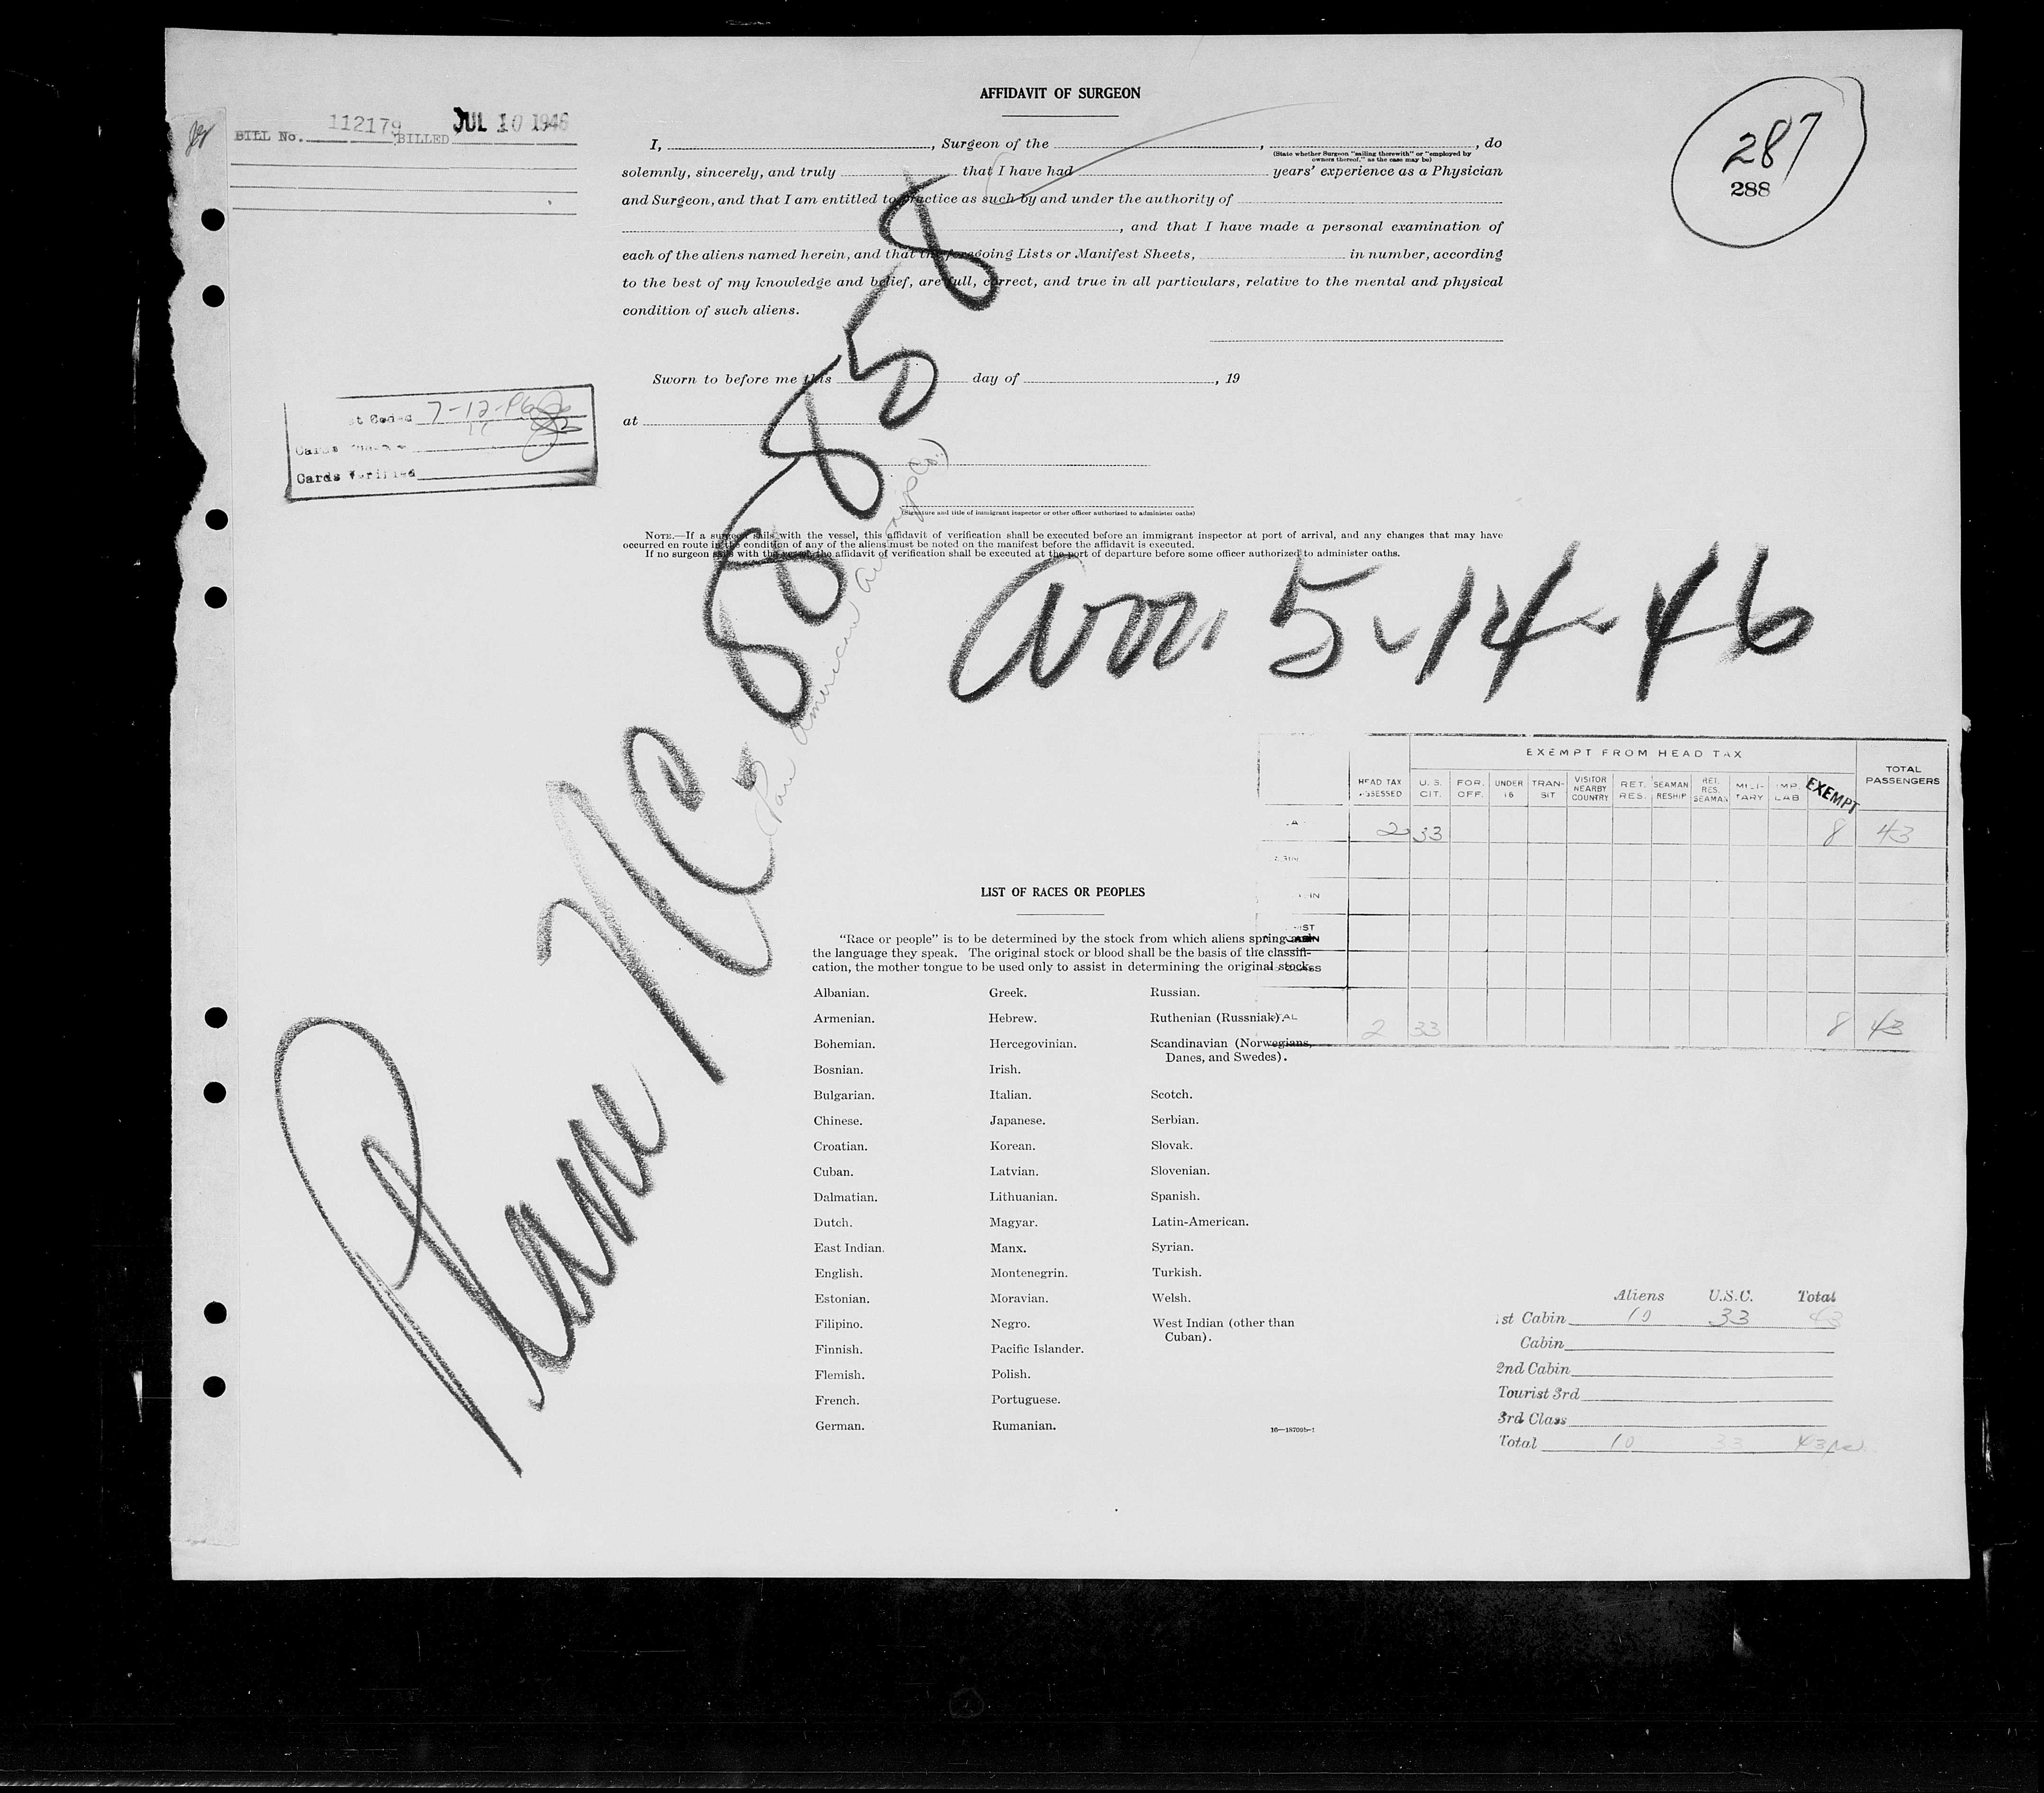 AFFIDAVIT OF SURGEON
BILL No. 112179 BILLED JUL 10 1946
287
288
I, , Surgeon of the , , do
(State whether Surgeon "sailing therewith" or "employed by
owners thereof," as the case may be)
solemnly, sincerely, and truly that I have had years' experience as a Physician
and Surgeon, and that I am entitled to practice as such by and under the authority of
, and that I have made a personal examination of
each of the aliens named herein, and that the foregoing Lists or Manifest Sheets, in number, according
to the best of my knowledge and belief, are full, correct, and true in all particulars, relative to the mental and physical
condition of such aliens.
Sworn to before me this day of , 19
at
(Signature and title of immigrant inspector or other officer authorized to administer oaths)
Cards Verified
NOTE.—If a surgeon sails with the vessel, this affidavit of verification shall be executed before an immigrant inspector at port of arrival, and any changes that may have
occurred en route in the condition of any of the aliens must be noted on the manifest before the affidavit is executed.
If no surgeon sails with the vessel, the affidavit of verification shall be executed at the port of departure before some officer authorized to administer oaths.
Plane NC-88858
(Pan American Airways Co.)
arr. 5-14-46
EXEMPT FROM HEAD TAX
HEAD TAX ASSESSED U. S. CIT. FOR. OFF. UNDER 16 TRAN-SIT VISITOR NEARBY COUNTRY RET. RES. SEAMAN RESHIP RET. RES. SEAMAN MILI-TARY IMP. LAB EXEMPT TOTAL PASSENGERS
2 33 8 43
2 33 8 43
LIST OF RACES OR PEOPLES
"Race or people" is to be determined by the stock from which aliens spring and
the language they speak. The original stock or blood shall be the basis of the classifi-
cation, the mother tongue to be used only to assist in determining the original stock.
Albanian. Greek. Russian.
Armenian. Hebrew. Ruthenian (Russniak).
Bohemian. Hercegovinian. Scandinavian (Norwegians,
Danes, and Swedes).
Bosnian. Irish.
Bulgarian. Italian. Scotch.
Chinese. Japanese. Serbian.
Croatian. Korean. Slovak.
Cuban. Latvian. Slovenian.
Dalmatian. Lithuanian. Spanish.
Dutch. Magyar. Latin-American.
East Indian. Manx. Syrian.
English. Montenegrin. Turkish.
Estonian. Moravian. Welsh.
Filipino. Negro. West Indian (other than
Cuban).
Finnish. Pacific Islander.
Flemish. Polish.
French. Portuguese.
German. Rumanian.
16—18709b-1
Aliens U.S.C. Total
1st Cabin 10 33 43
Cabin
2nd Cabin
Tourist 3rd
3rd Class
Total 10 33 43